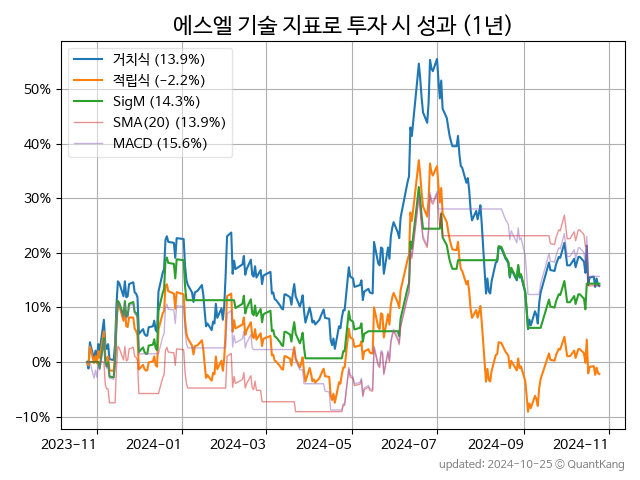 에스엘 기술 지표로 투자 시 성과 (1년)
거치식 (13.9%)
적립식 (−2.2%)
SigM (14.3%)
SMA(20) (13.9%)
MACD (15.6%)
50%
40%
30%
20%
10%
0%
−10%
2023-11 2024-01 2024-03 2024-05 2024-07 2024-09 2024-11
updated: 2024-10-25 © QuantKang